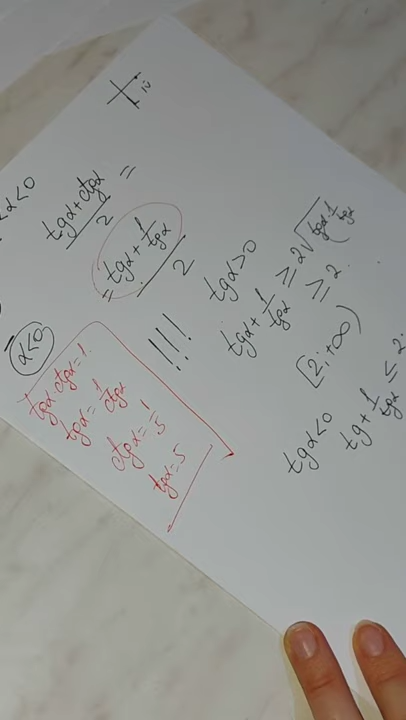 α<0
(tgα+ctgα)/2 =
= (tgα + 1/tgα)/2
α<0
!!!
tgα·ctgα=1.
tgα = 1/ctgα
ctgα = 1/5
tgα=5
tgα>0
tgα + 1/tgα ≥ 2√(tgα·1/tgα)
≥ 2.
[2;+∞)
tgα<0
tg + 1/tgα ≤ 2